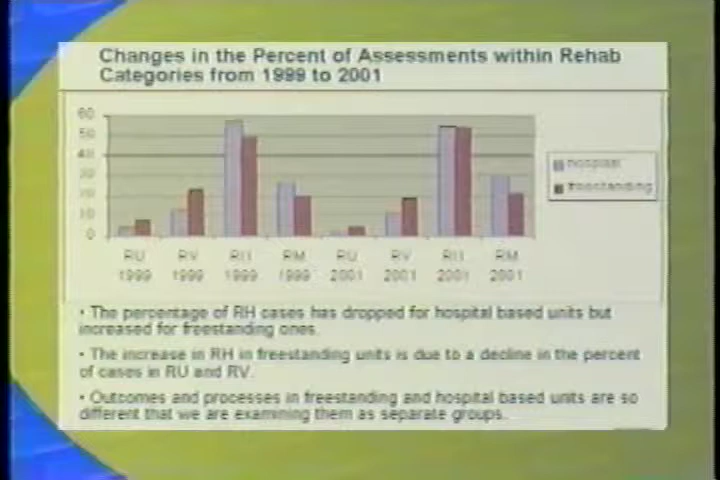 Changes in the Percent of Assessments within Rehab
Categories from 1999 to 2001
60
50
40
30
20
10
0
RU RV RH RM RU RV RH RM
1999 1999 1999 1999 2001 2001 2001 2001
hospital
freestanding
• The percentage of RH cases has dropped for hospital based units but
increased for freestanding ones.
• The increase in RH in freestanding units is due to a decline in the percent
of cases in RU and RV.
• Outcomes and processes in freestanding and hospital based units are so
different that we are examining them as separate groups.